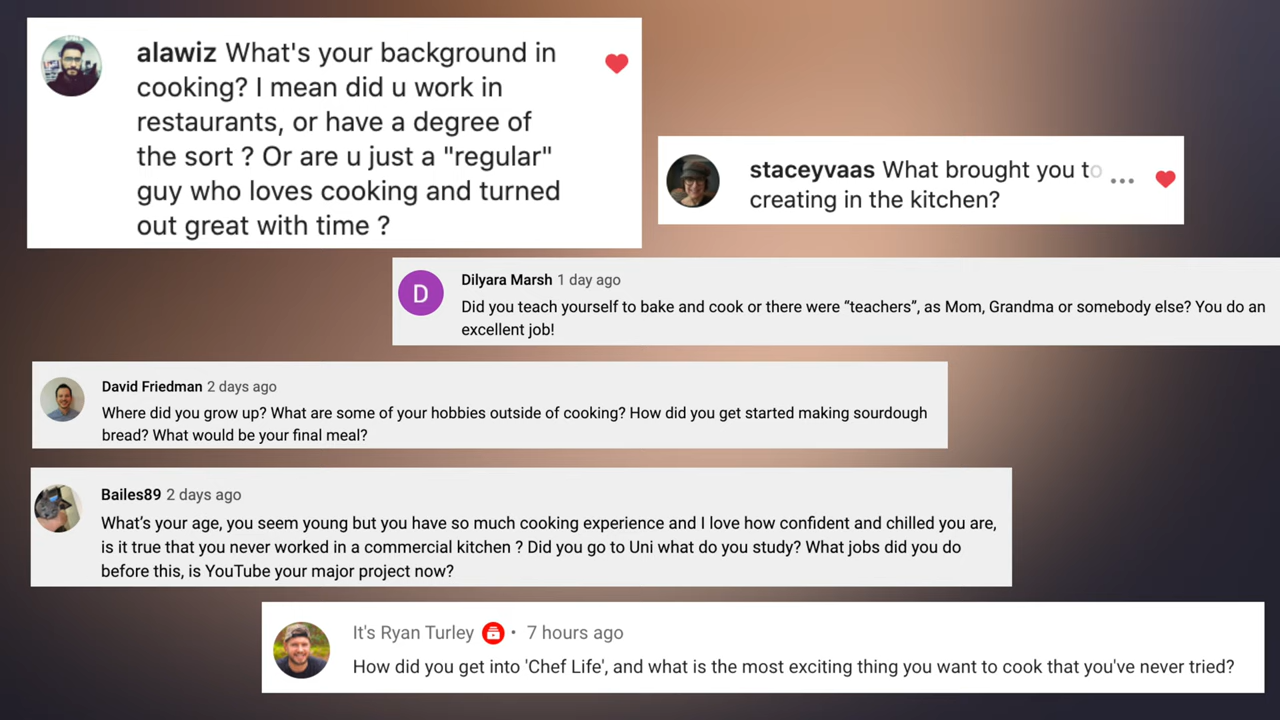 alawiz What's your background in
cooking? I mean did u work in
restaurants, or have a degree of
the sort ? Or are u just a "regular"
guy who loves cooking and turned
out great with time ?
staceyvaas What brought you to
creating in the kitchen?
D
Dilyara Marsh 1 day ago
Did you teach yourself to bake and cook or there were “teachers”, as Mom, Grandma or somebody else? You do an
excellent job!
David Friedman 2 days ago
Where did you grow up? What are some of your hobbies outside of cooking? How did you get started making sourdough
bread? What would be your final meal?
Bailes89 2 days ago
What’s your age, you seem young but you have so much cooking experience and I love how confident and chilled you are,
is it true that you never worked in a commercial kitchen ? Did you go to Uni what do you study? What jobs did you do
before this, is YouTube your major project now?
It's Ryan Turley • 7 hours ago
How did you get into 'Chef Life', and what is the most exciting thing you want to cook that you've never tried?